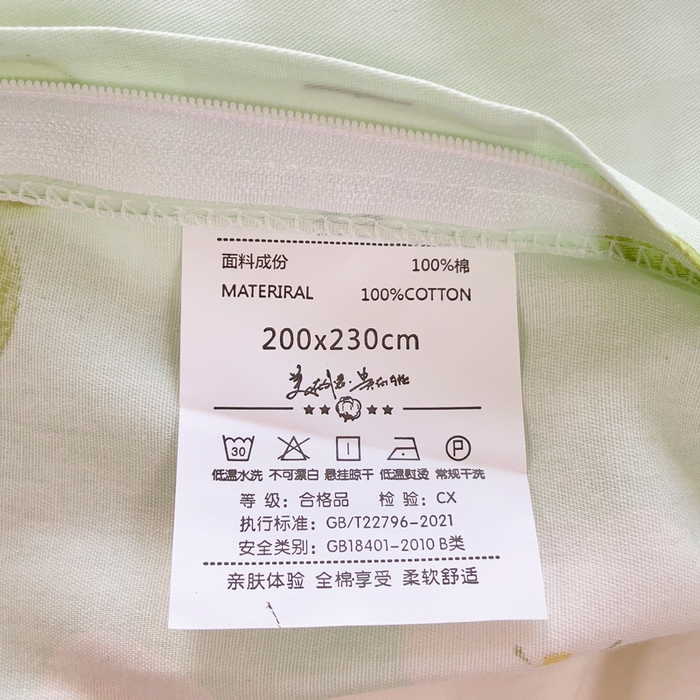 面料成份 100%棉
MATERIRAL 100%COTTON
200x230cm
30 P
低温水洗 不可漂白 悬挂晾干 低温熨烫 常规干洗
等 级：合格品 检 验：CX
执行标准：GB/T22796-2021
安全类别：GB18401-2010 B类
亲肤体验 全棉享受 柔软舒适